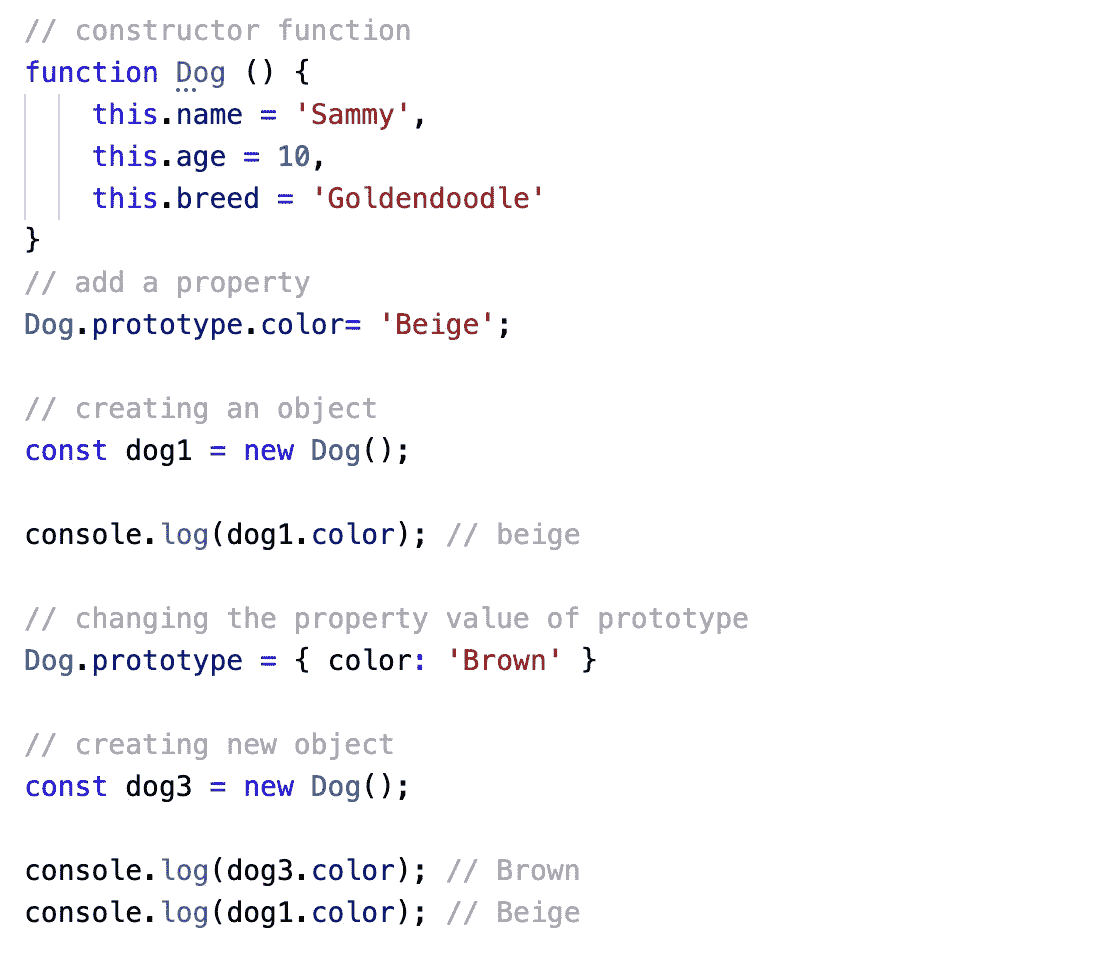 // constructor function
function Dog () {
    this.name = 'Sammy',
    this.age = 10,
    this.breed = 'Goldendoodle'
}
// add a property
Dog.prototype.color= 'Beige';
// creating an object
const dog1 = new Dog();
console.log(dog1.color); // beige
// changing the property value of prototype
Dog.prototype = { color: 'Brown' }
// creating new object
const dog3 = new Dog();
console.log(dog3.color); // Brown
console.log(dog1.color); // Beige